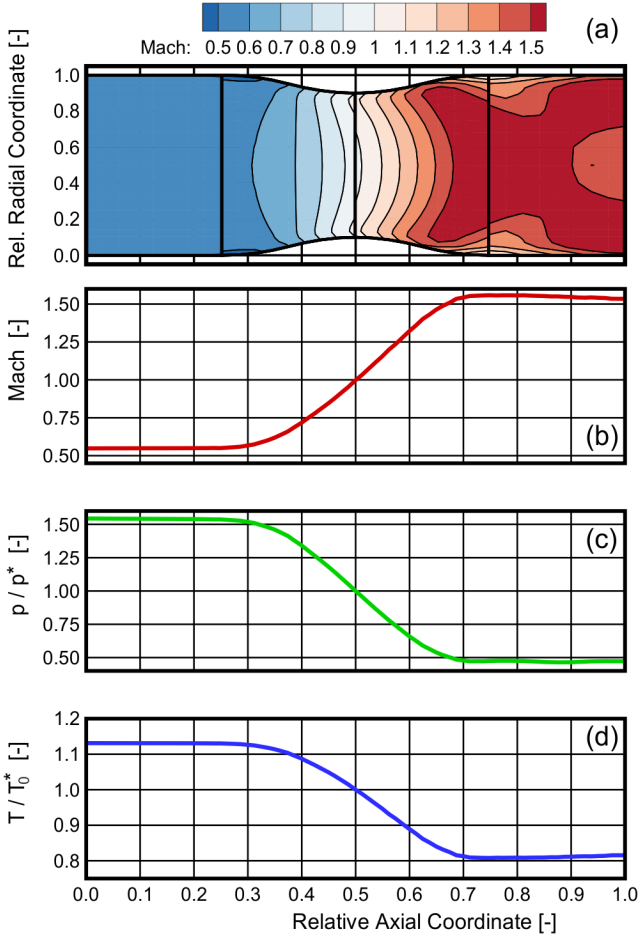 Mach: 0.5 0.6 0.7 0.8 0.9 1 1.1 1.2 1.3 1.4 1.5
(a)
Rel. Radial Coordinate [-]
1.0
0.8
0.6
0.4
0.2
0.0
Mach [-]
1.50
1.25
1.00
0.75
0.50
(b)
p / p* [-]
1.50
1.25
1.00
0.75
0.50
(c)
T / T₀* [-]
1.2
1.1
1.0
0.9
0.8
(d)
0.0 0.1 0.2 0.3 0.4 0.5 0.6 0.7 0.8 0.9 1.0
Relative Axial Coordinate [-]